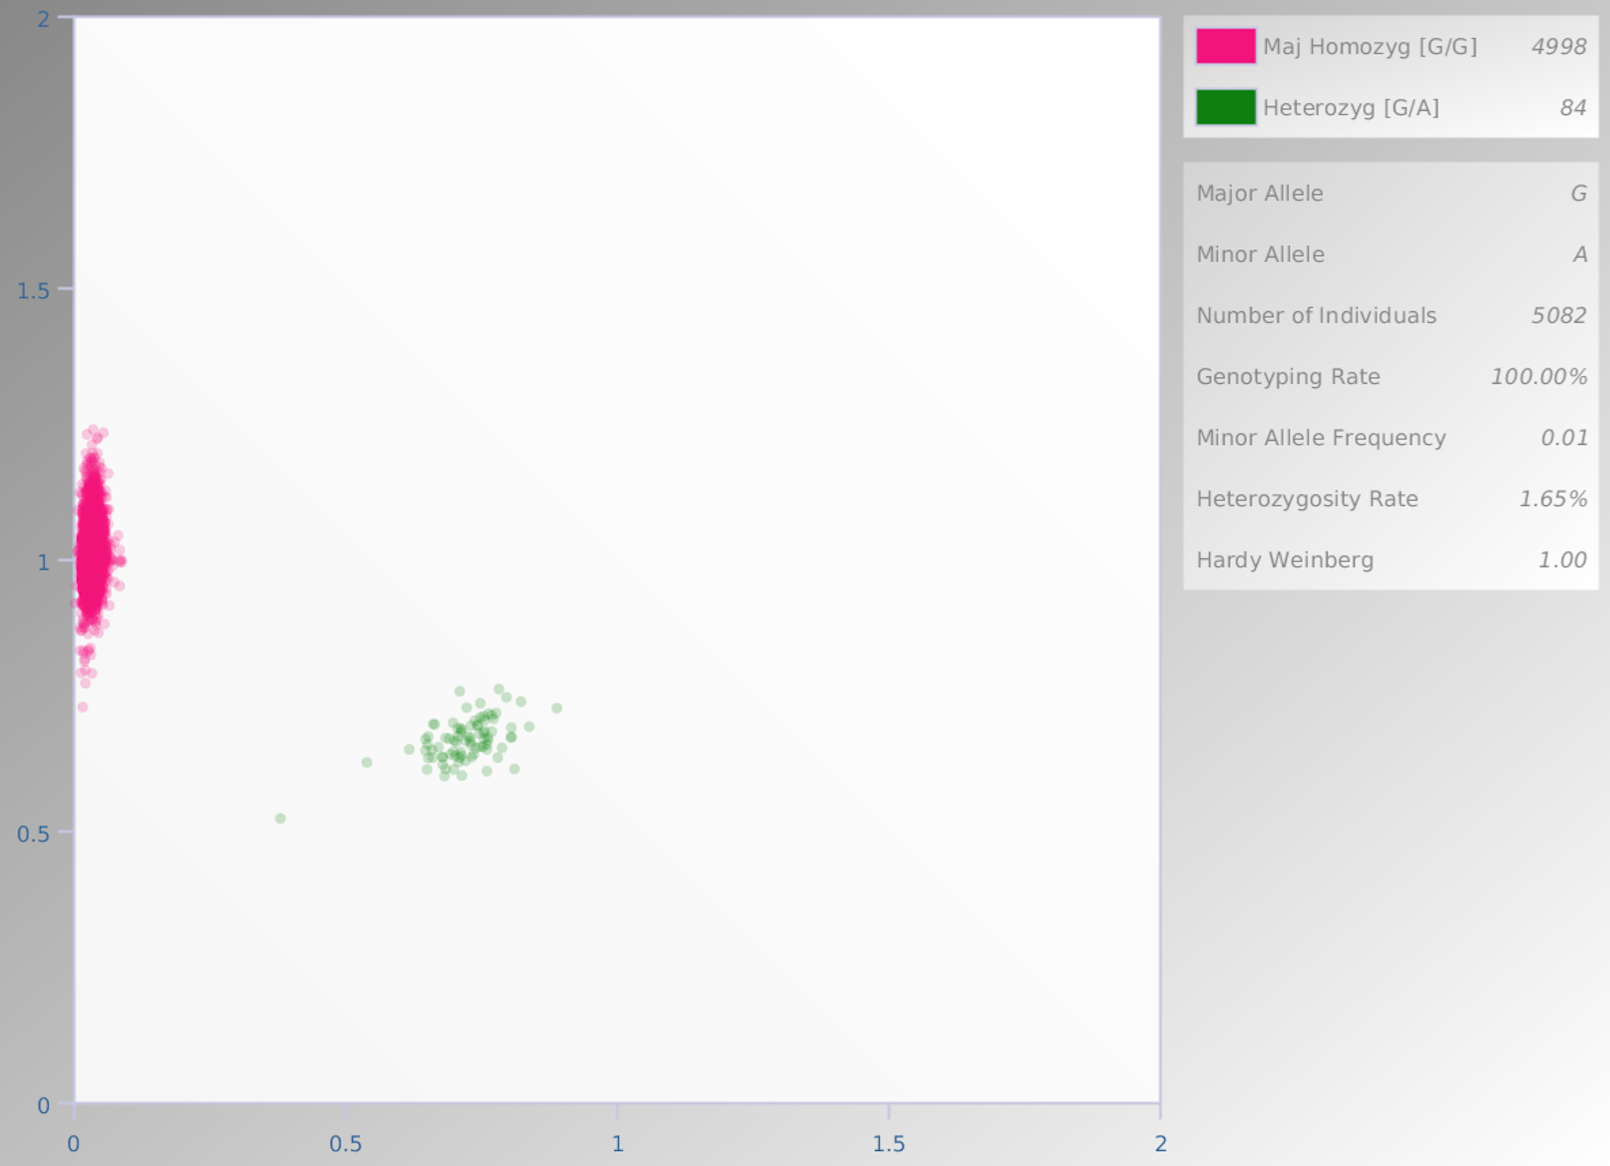 2
1.5
1
0.5
0
0 0.5 1 1.5 2
Maj Homozyg [G/G] 4998
Heterozyg [G/A] 84
Major Allele G
Minor Allele A
Number of Individuals 5082
Genotyping Rate 100.00%
Minor Allele Frequency 0.01
Heterozygosity Rate 1.65%
Hardy Weinberg 1.00